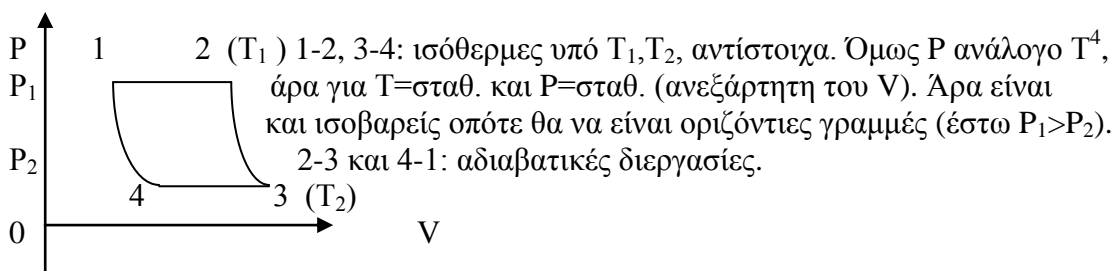 P 1 2 (T₁ ) 1-2, 3-4: ισόθερμες υπό T₁,T₂, αντίστοιχα. Όμως P ανάλογο T⁴,
P₁ άρα για T=σταθ. και P=σταθ. (ανεξάρτητη του V). Άρα είναι
και ισοβαρείς οπότε θα να είναι οριζόντιες γραμμές (έστω P₁>P₂).
P₂ 2-3 και 4-1: αδιαβατικές διεργασίες.
4 3 (T₂)
0 V